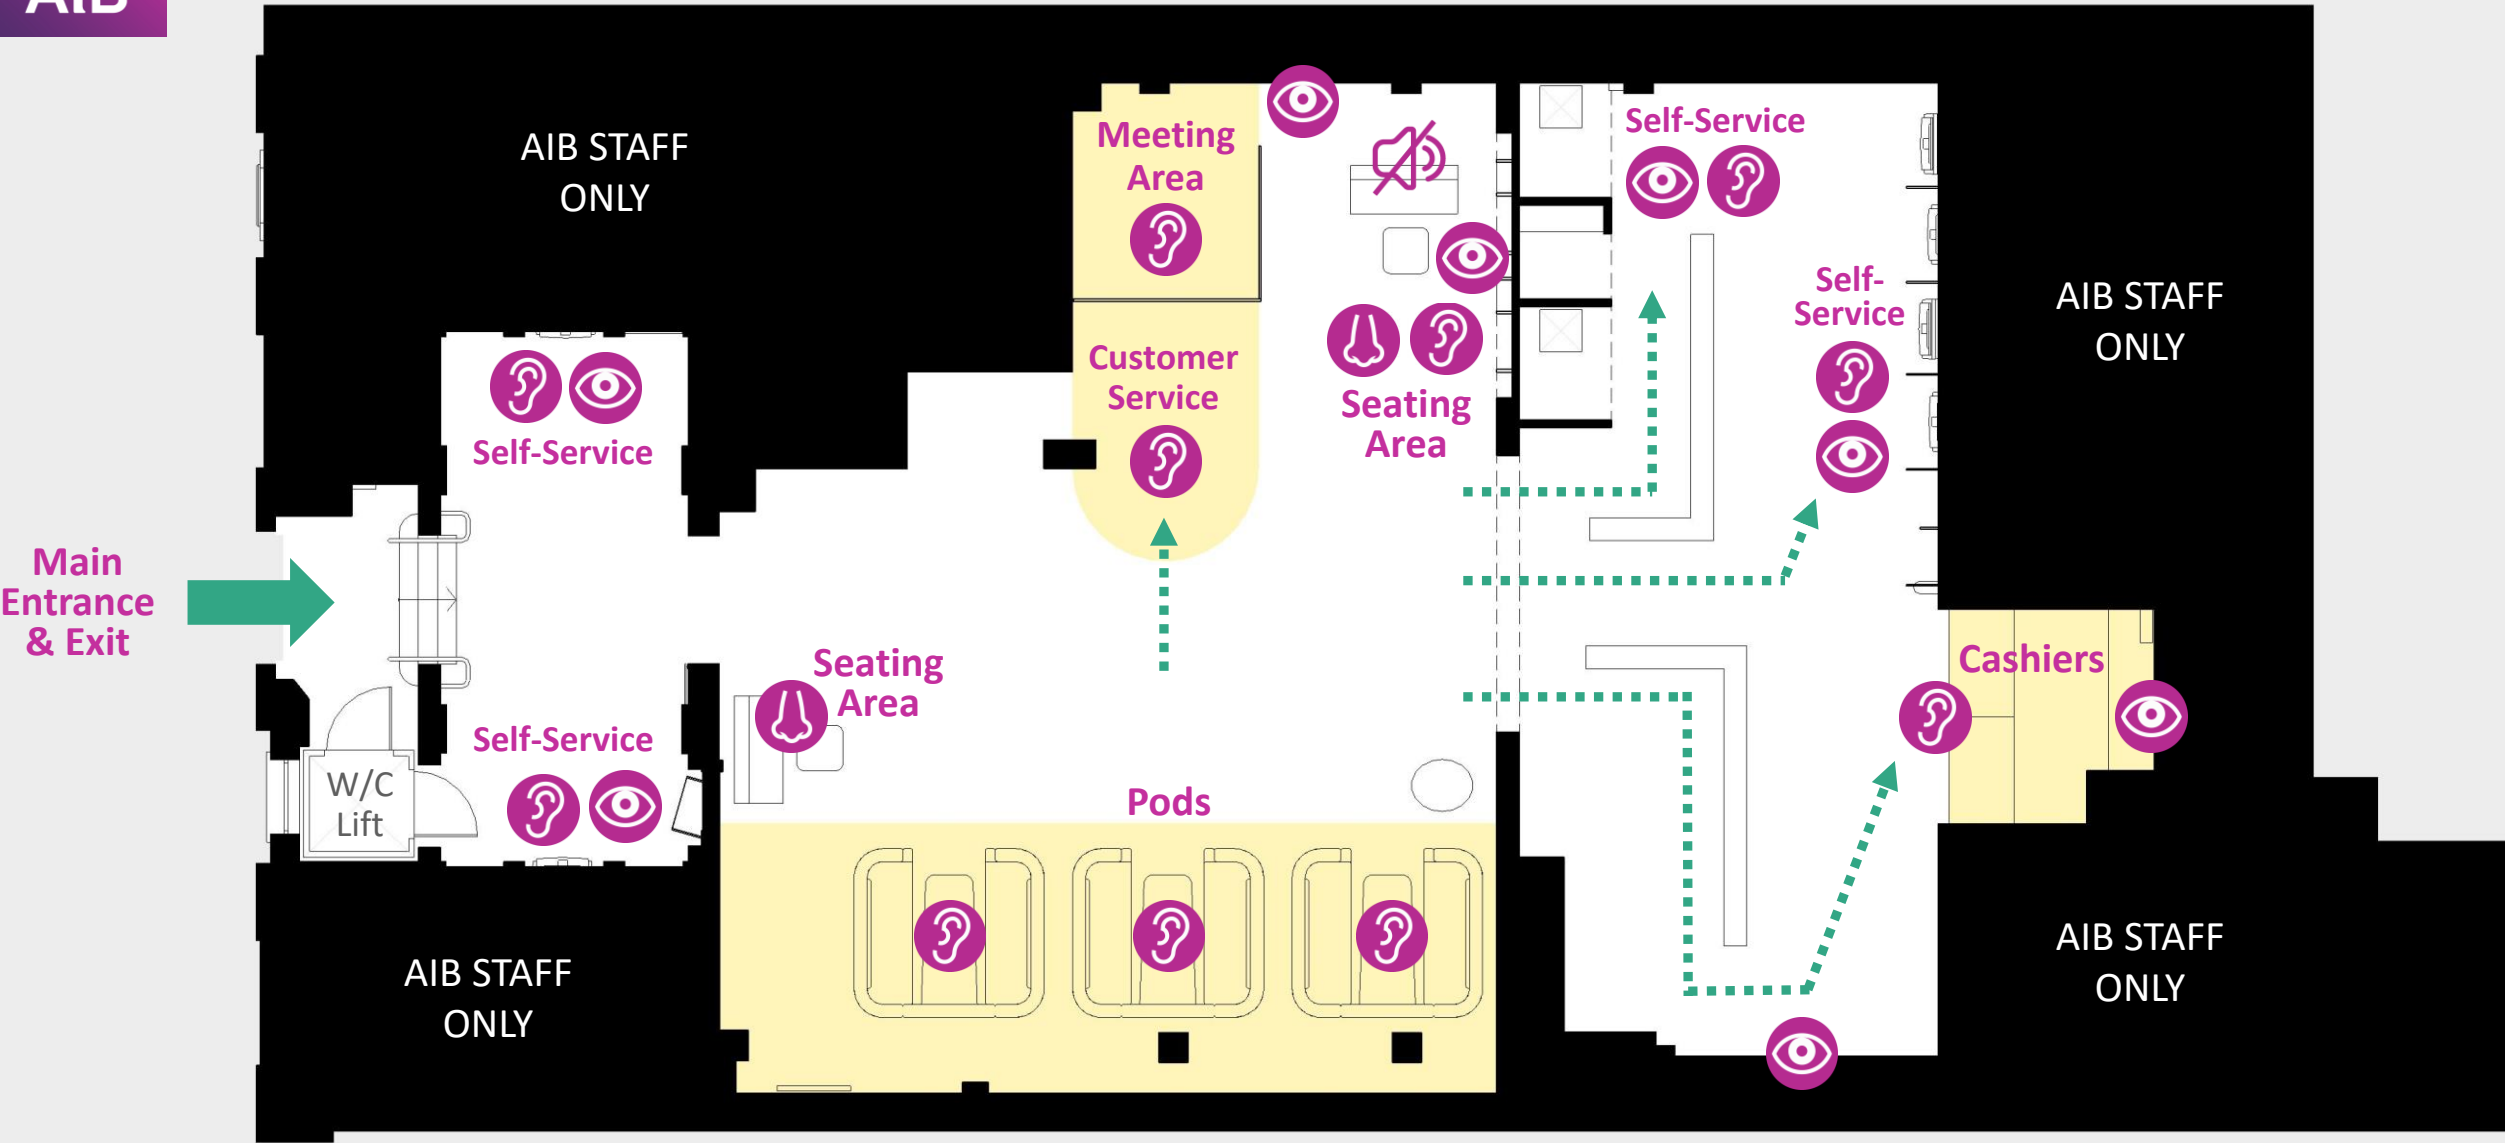 AIB
AIB STAFF
ONLY
Meeting
Area
Self-Service
Self-
Service
AIB STAFF
ONLY
Customer
Service
Seating
Area
Self-Service
Main
Entrance
& Exit
Seating
Area
Cashiers
Self-Service
W/C
Lift
Pods
AIB STAFF
ONLY
AIB STAFF
ONLY